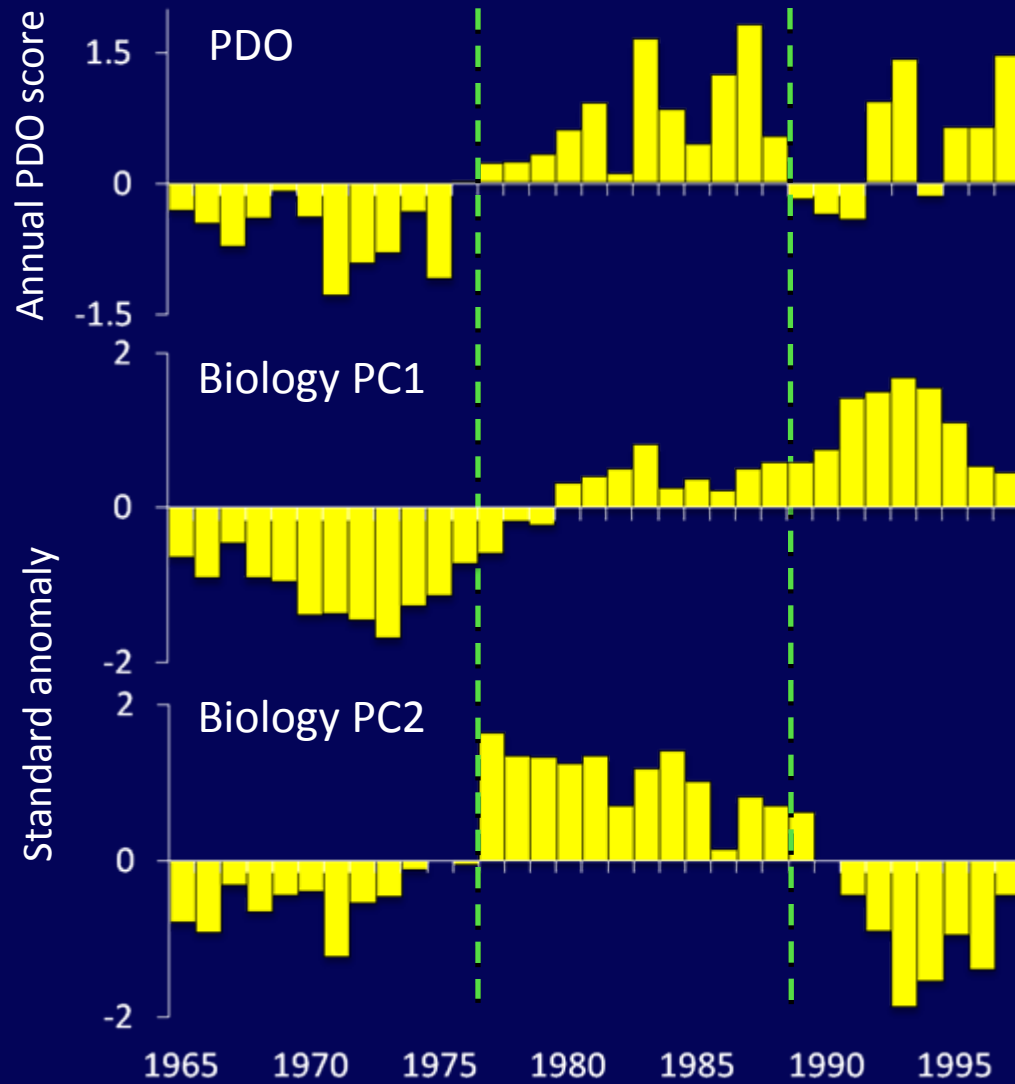 Annual PDO score
PDO
1.5
0
-1.5
Standard anomaly
Biology PC1
2
0
-2
Biology PC2
2
0
-2
1965 1970 1975 1980 1985 1990 1995